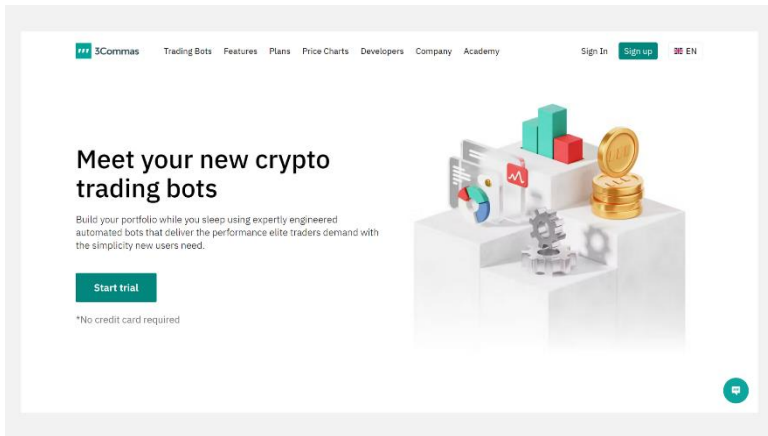 3Commas Trading Bots Features Plans Price Charts Developers Company Academy Sign In Sign up EN
Meet your new crypto
trading bots
Build your portfolio while you sleep using expertly engineered
automated bots that deliver the performance elite traders demand with
the simplicity new users need.
Start trial
*No credit card required